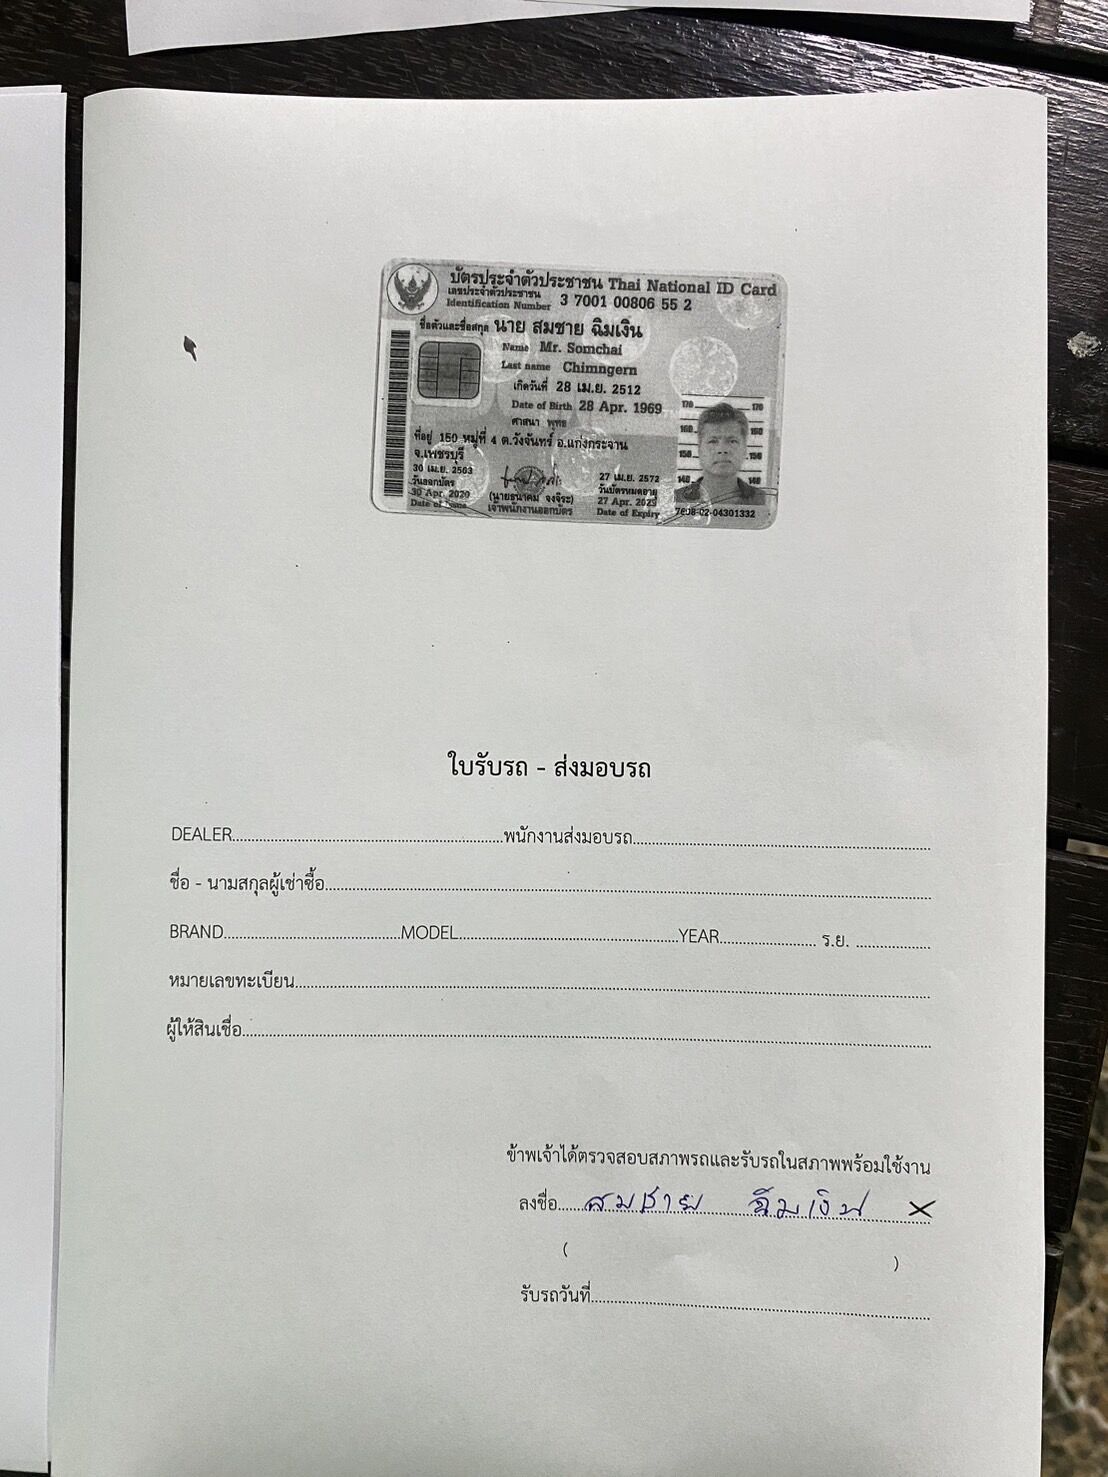 บัตรประจำตัวประชาชน Thai National ID Card
เลขประจำตัวประชาชน
Identification Number 3 7001 00806 55 2
ชื่อตัวและชื่อสกุล นาย สมชาย ฉิมเงิน
Name Mr. Somchai
Last name Chimngern
เกิดวันที่ 28 เม.ย. 2512
Date of Birth 28 Apr. 1969
ศาสนา พุทธ
ที่อยู่ 150 หมู่ที่ 4 ต.วังจันทร์ อ.แก่งกระจาน
จ.เพชรบุรี
30 เม.ย. 2563
วันออกบัตร
30 Apr. 2020
Date of Issue
(นายธนาคม จงจิระ)
เจ้าพนักงานออกบัตร
27 เม.ย. 2572
วันบัตรหมดอายุ
27 Apr. 2029
Date of Expiry
170 170
160 160
150 150
140 140
7608-02-04301332
ใบรับรถ - ส่งมอบรถ
DEALER พนักงานส่งมอบรถ
ชื่อ - นามสกุลผู้เช่าซื้อ
BRAND MODEL YEAR ร.ย.
หมายเลขทะเบียน
ผู้ให้สินเชื่อ
ข้าพเจ้าได้ตรวจสอบสภาพรถและรับรถในสภาพพร้อมใช้งาน
ลงชื่อ สมชาย ฉิมเงิน X
( )
รับรถวันที่